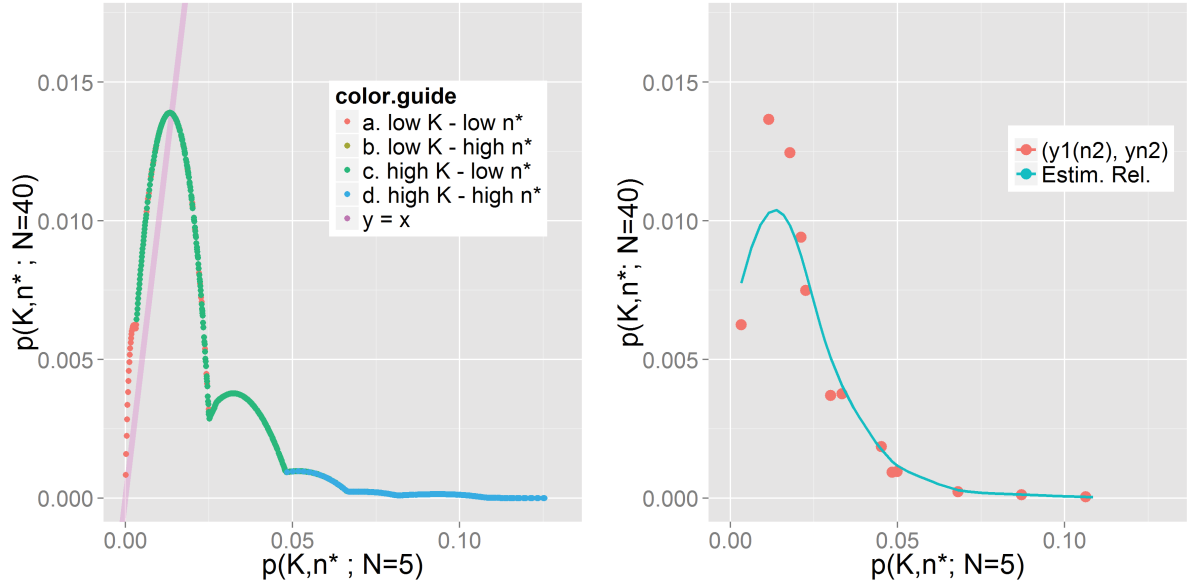 0.015
0.010
0.005
0.000
0.00
0.05
0.10
p(K,n* ; N=40)
p(K,n* ; N=5)
color.guide
a. low K - low n*
b. low K - high n*
c. high K - low n*
d. high K - high n*
y = x
0.015
0.010
0.005
0.000
0.00
0.05
0.10
p(K,n*; N=40)
p(K,n*; N=5)
(y1(n2), yn2)
Estim. Rel.